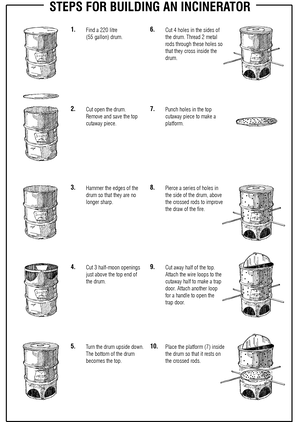 STEPS FOR BUILDING AN INCINERATOR
1. Find a 220 litre
(55 gallon) drum.
2. Cut open the drum.
Remove and save the top
cutaway piece.
3. Hammer the edges of the
drum so that they are no
longer sharp.
4. Cut 3 half-moon openings
just above the top end of
the drum.
5. Turn the drum upside down.
The bottom of the drum
becomes the top.
6. Cut 4 holes in the sides of
the drum. Thread 2 metal
rods through these holes so
that they cross inside the
drum.
7. Punch holes in the top
cutaway piece to make a
platform.
8. Pierce a series of holes in
the side of the drum, above
the crossed rods to improve
the draw of the fire.
9. Cut away half of the top.
Attach the wire loops to the
cutaway half to make a trap
door. Attach another loop
for a handle to open the
trap door.
10. Place the platform (7) inside
the drum so that it rests on
the crossed rods.